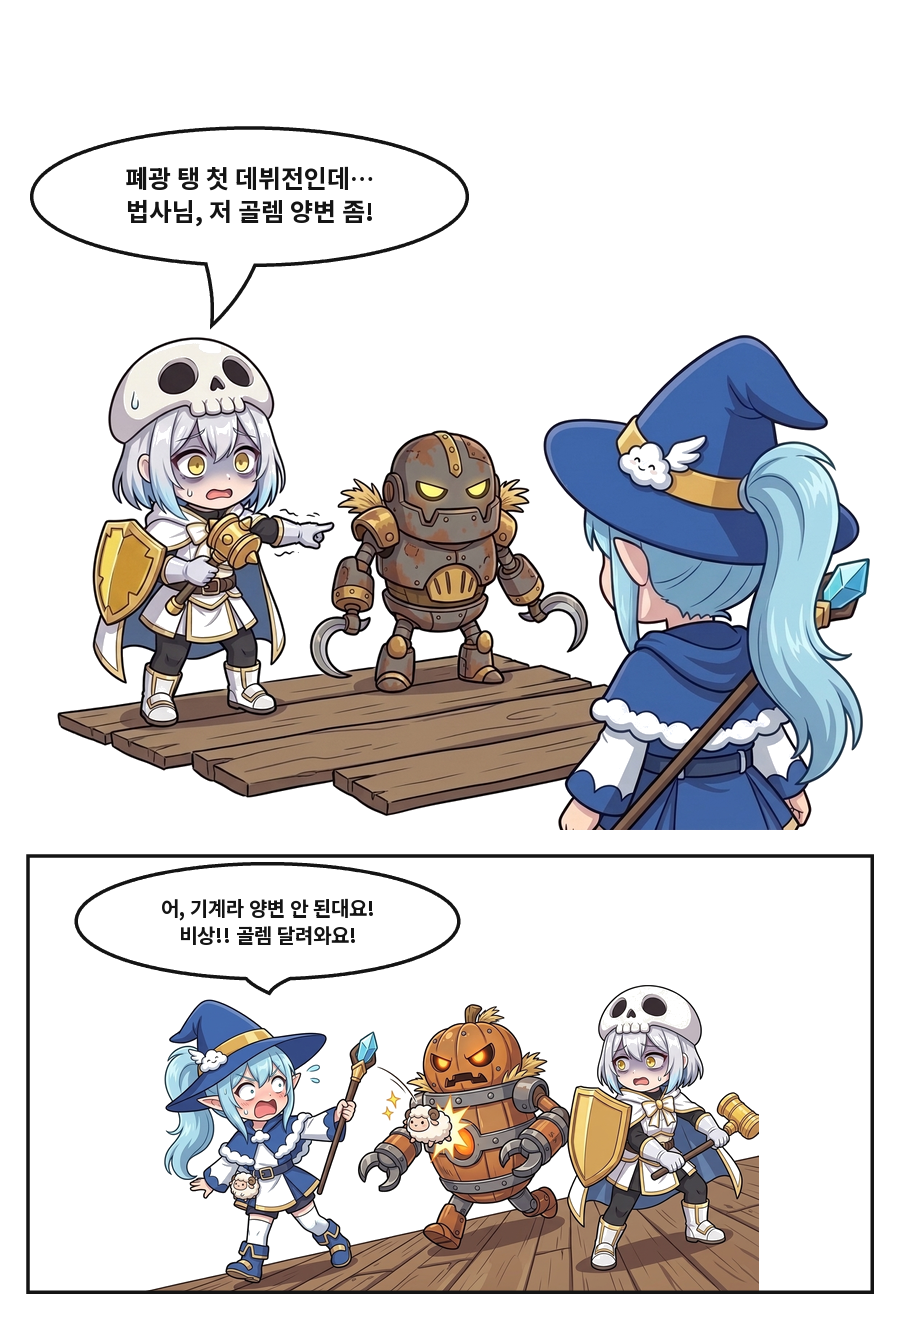 폐광 탱 첫 데뷔전인데…
법사님, 저 골렘 양변 좀!
어, 기계라 양변 안 된대요!
비상!! 골렘 달려와요!